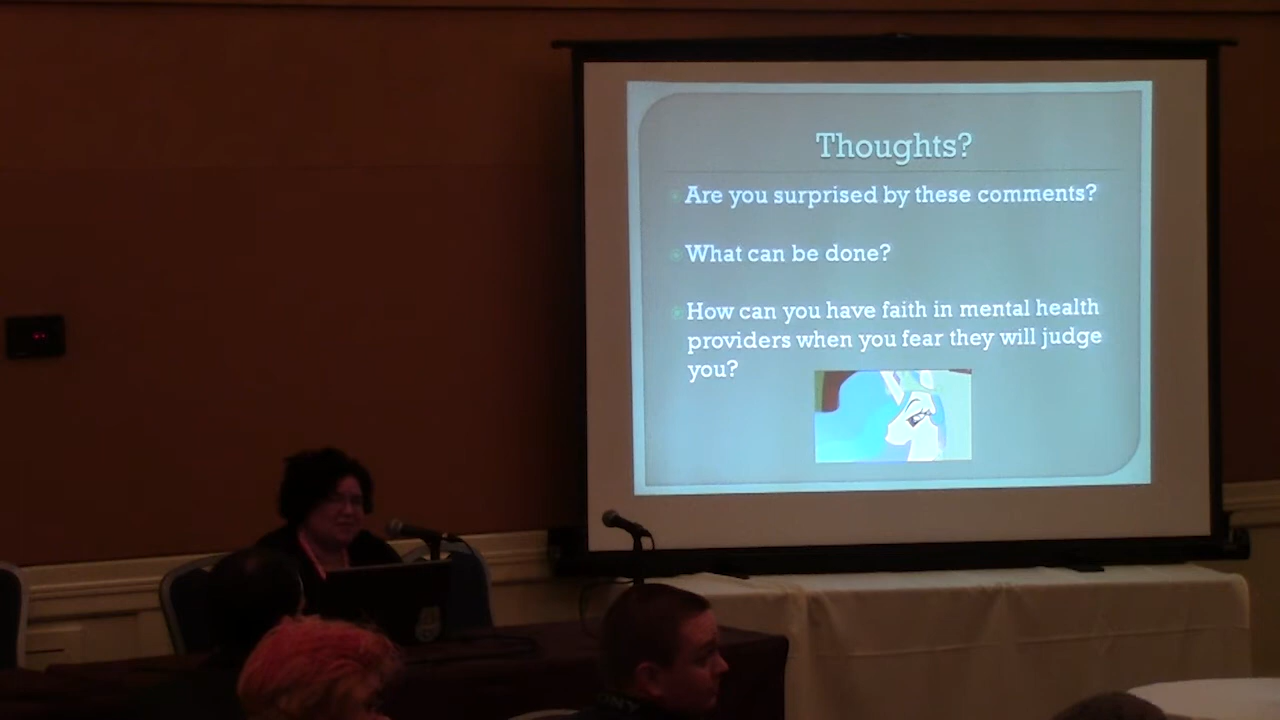 Thoughts?
Are you surprised by these comments?
What can be done?
How can you have faith in mental health
providers when you fear they will judge
you?